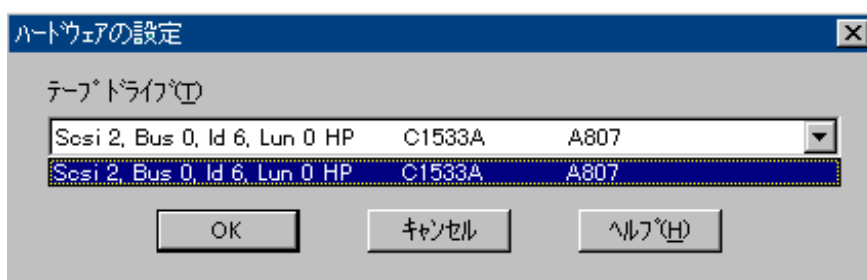 ﾊｰﾄﾞｳｪｱの設定
ﾃｰﾌﾟﾄﾞﾗｲﾌﾞ(T)
Scsi 2, Bus 0, Id 6, Lun 0 HP C1533A A807
Scsi 2, Bus 0, Id 6, Lun 0 HP C1533A A807
OK ｷｬﾝｾﾙ ﾍﾙﾌﾟ(H)